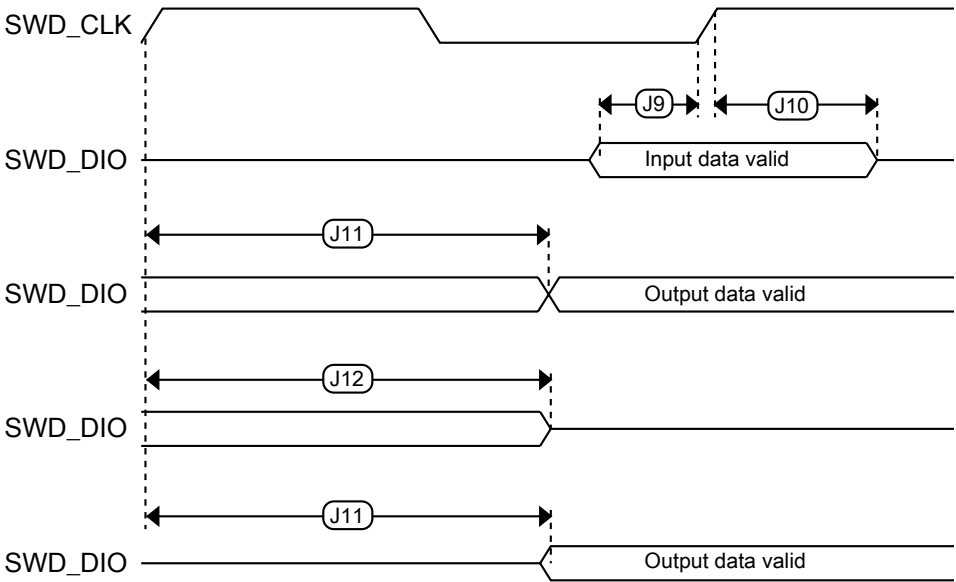 SWD_CLK
J9
J10
SWD_DIO
Input data valid
J11
SWD_DIO
Output data valid
J12
SWD_DIO
J11
SWD_DIO
Output data valid